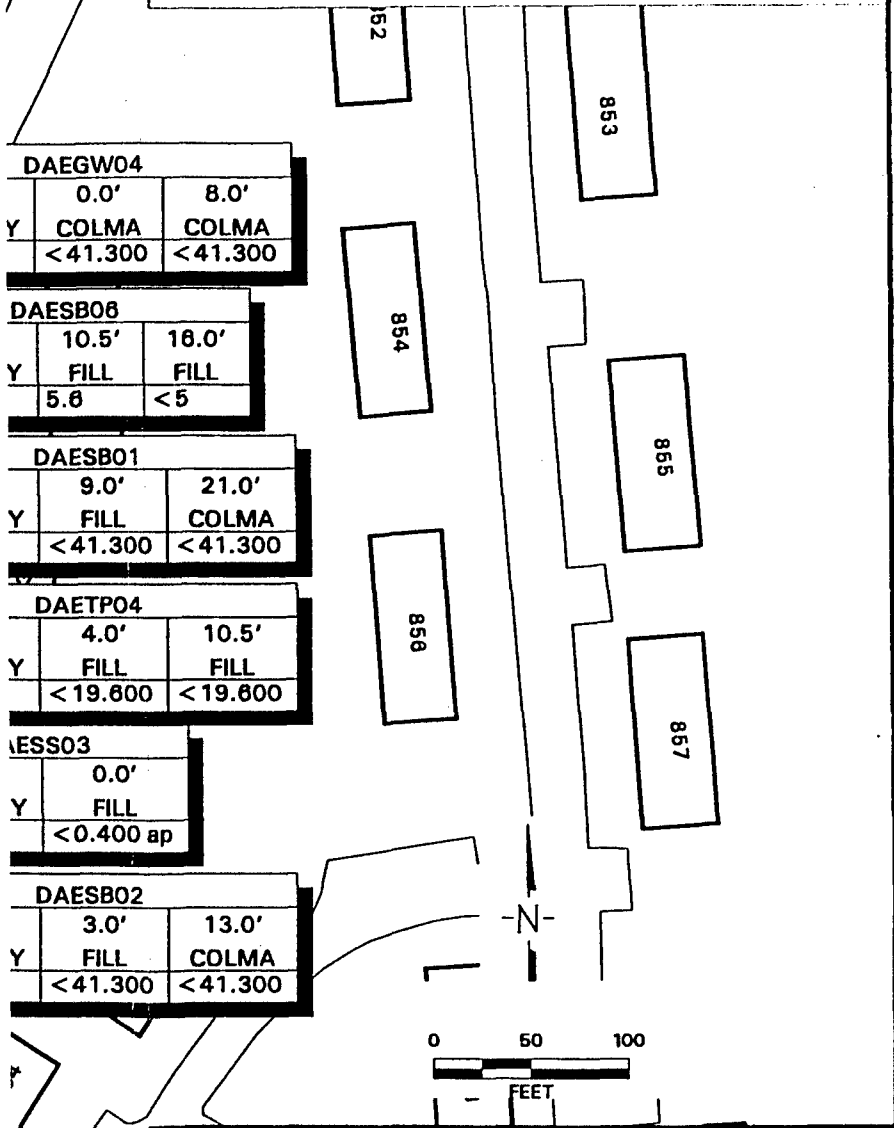 852
853
DAEGW04
0.0' 8.0'
Y COLMA COLMA
<41.300 <41.300
854
DAESB06
10.5' 16.0'
Y FILL FILL
5.6 <5
855
DAESB01
9.0' 21.0'
Y FILL COLMA
<41.300 <41.300
856
DAETP04
4.0' 10.5'
Y FILL FILL
<19.600 <19.600
857
AESS03
0.0'
Y FILL
<0.400 ap
DAESB02
3.0' 13.0'
Y FILL COLMA
<41.300 <41.300
-N-
0 50 100
FEET